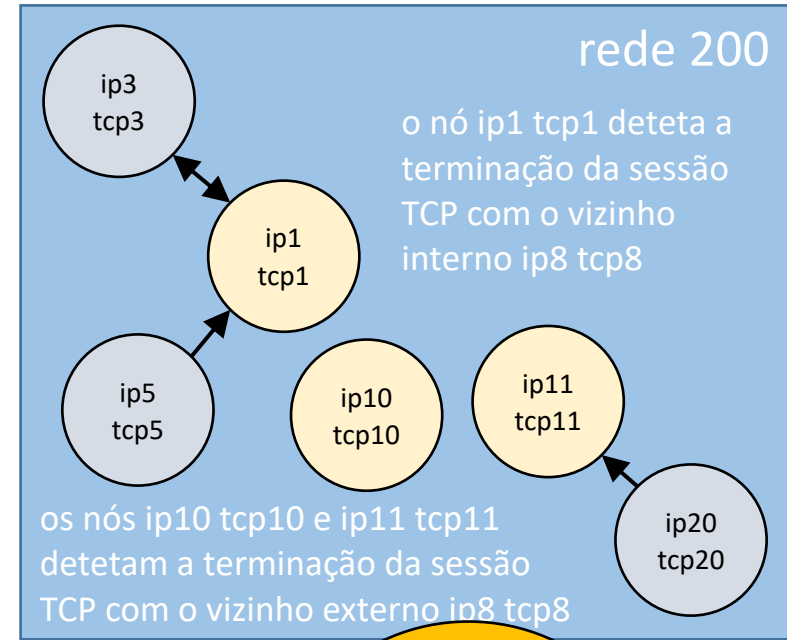 rede 200
ip3
tcp3
o nó ip1 tcp1 deteta a
terminação da sessão
TCP com o vizinho
interno ip8 tcp8
ip1
tcp1
ip5
tcp5
ip10
tcp10
ip11
tcp11
os nós ip10 tcp10 e ip11 tcp11
detetam a terminação da sessão
TCP com o vizinho externo ip8 tcp8
ip20
tcp20